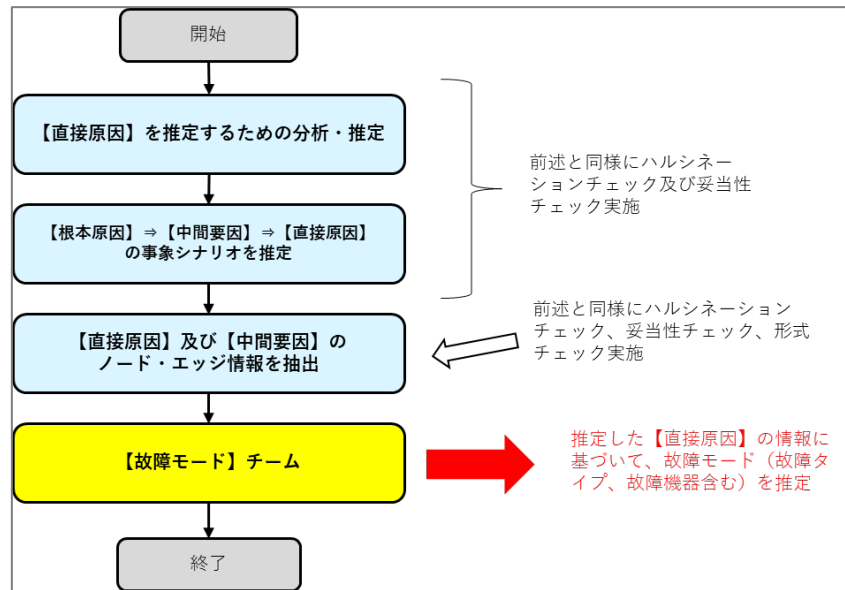 開始
【直接原因】を推定するための分析・推定
【根本原因】⇒【中間要因】⇒【直接原因】
の事象シナリオを推定
前述と同様にハルシネー
ションチェック及び妥当性
チェック実施
【直接原因】及び【中間要因】の
ノード・エッジ情報を抽出
前述と同様にハルシネーション
チェック、妥当性チェック、形式
チェック実施
【故障モード】チーム
推定した【直接原因】の情報に
基づいて、故障モード（故障タ
イプ、故障機器含む）を推定
終了